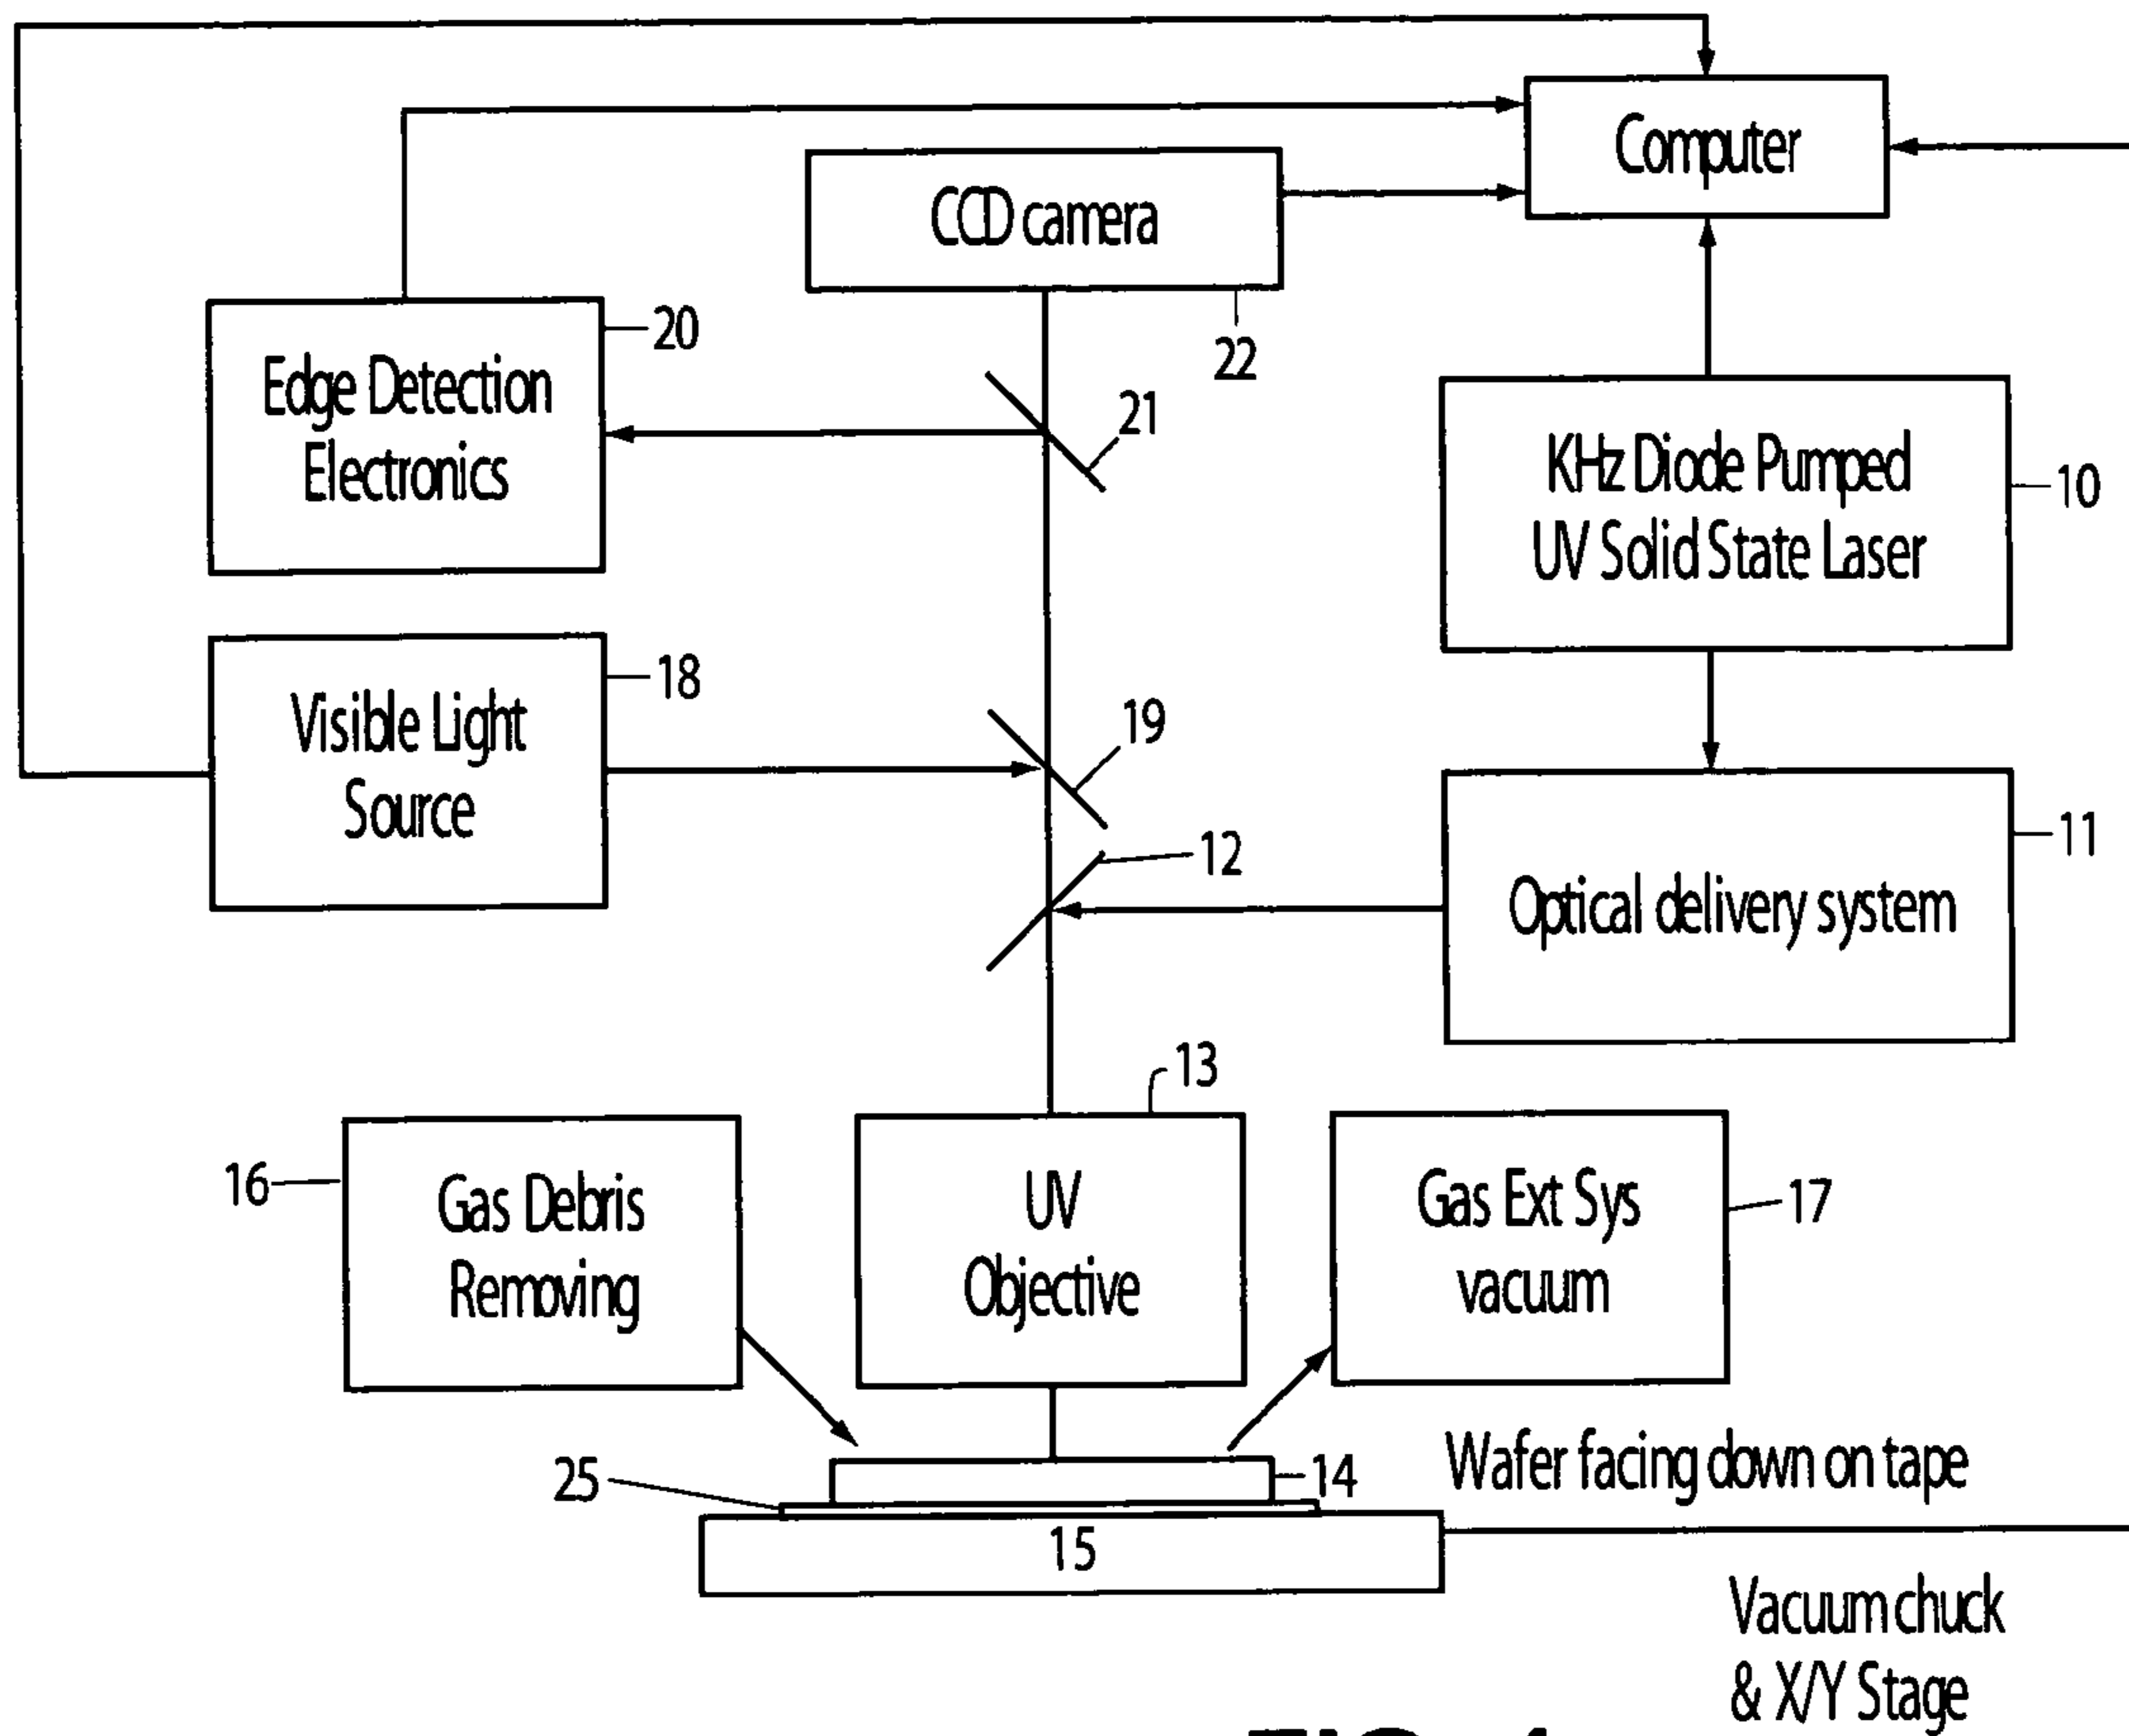 Computer
CCD camera
22
20
Edge Detection
Electronics
21
KHz Diode Pumped
UV Solid State Laser
10
18
Visible Light
Source
19
12
11
Optical delivery system
13
16
Gas Debris
Removing
UV
Objective
Gas Ext Sys
vacuum
17
25
14
Wafer facing down on tape
15
Vacuum chuck
& X/Y Stage